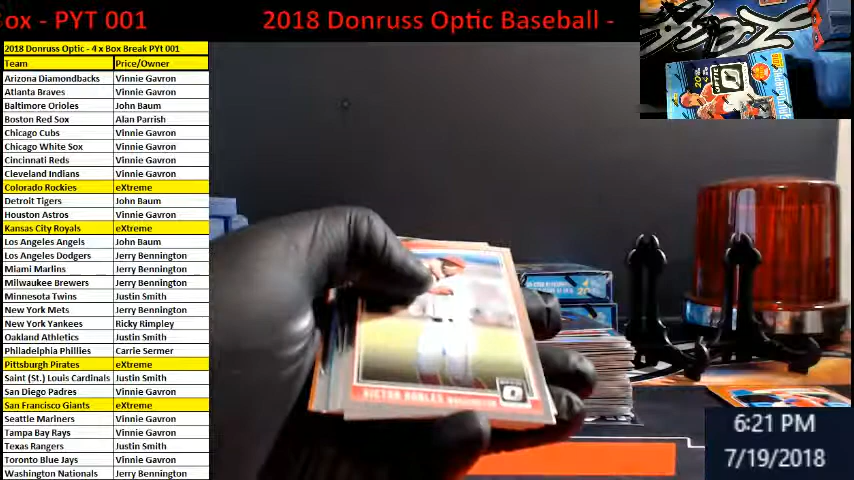 ox - PYT 001
2018 Donruss Optic Baseball -
2018 Donruss Optic - 4 x Box Break PYt 001
Team Price/Owner
Arizona Diamondbacks Vinnie Gavron
Atlanta Braves Vinnie Gavron
Baltimore Orioles John Baum
Boston Red Sox Alan Parrish
Chicago Cubs Vinnie Gavron
Chicago White Sox Vinnie Gavron
Cincinnati Reds Vinnie Gavron
Cleveland Indians Vinnie Gavron
Colorado Rockies eXtreme
Detroit Tigers John Baum
Houston Astros Vinnie Gavron
Kansas City Royals eXtreme
Los Angeles Angels John Baum
Los Angeles Dodgers Jerry Bennington
Miami Marlins Jerry Bennington
Milwaukee Brewers Jerry Bennington
Minnesota Twins Justin Smith
New York Mets Jerry Bennington
New York Yankees Ricky Rimpley
Oakland Athletics Justin Smith
Philadelphia Phillies Carrie Sermer
Pittsburgh Pirates eXtreme
Saint (St.) Louis Cardinals Justin Smith
San Diego Padres Vinnie Gavron
San Francisco Giants eXtreme
Seattle Mariners Vinnie Gavron
Tampa Bay Rays Vinnie Gavron
Texas Rangers Justin Smith
Toronto Blue Jays Vinnie Gavron
Washington Nationals Jerry Bennington
VICTOR ROBLES
6:21 PM
7/19/2018